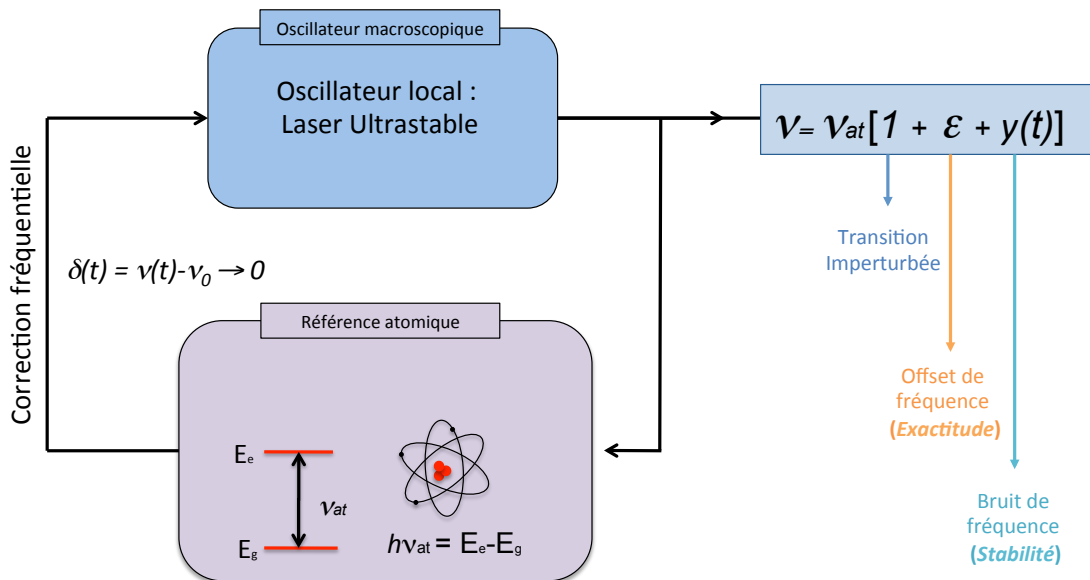 Oscillateur macroscopique
Oscillateur local :
Laser Ultrastable
ν= νat[1 + ε + y(t)]
Transition
Imperturbée
Correction fréquentielle
δ(t) = ν(t)-ν₀ → 0
Référence atomique
Offset de
fréquence
(Exactitude)
Ee
νat
Eg
hνat = Ee-Eg
Bruit de
fréquence
(Stabilité)